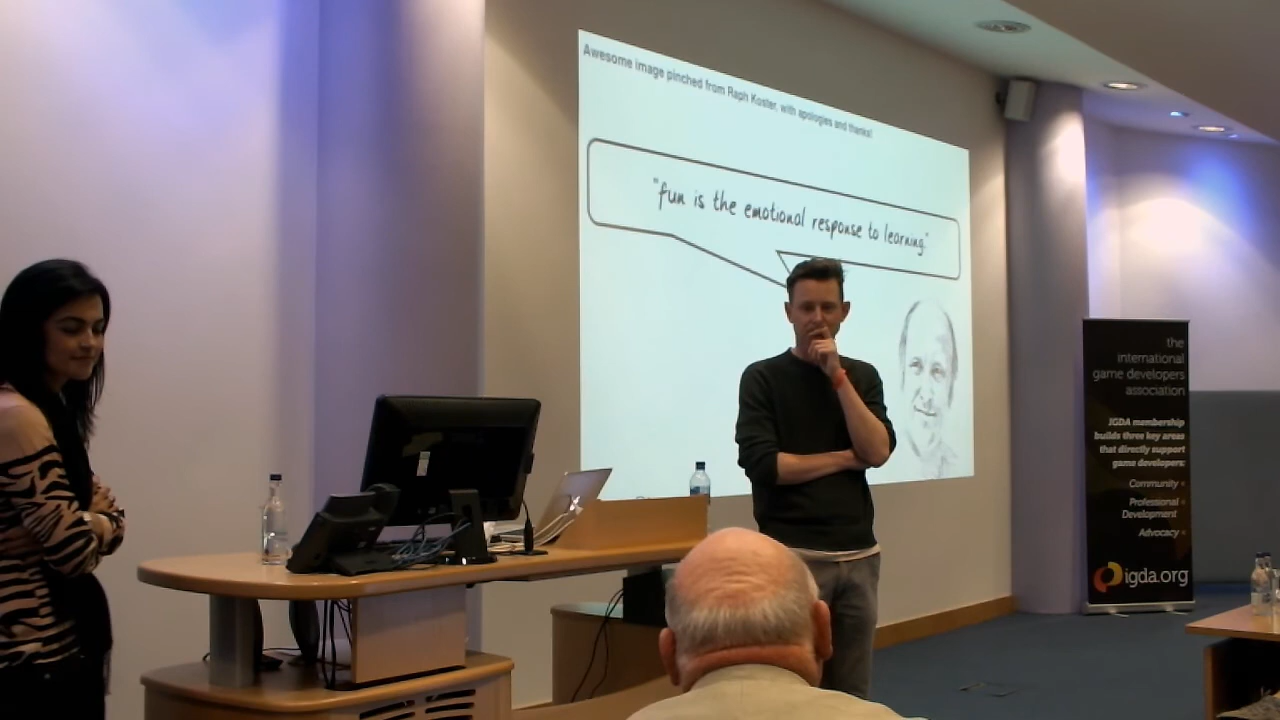 Awesome image pinched from Raph Koster, with apologies and thanks!
"fun is the emotional response to learning."
the
international
game developers
association
IGDA membership
builds three key areas
that directly support
game developers:
Community
Professional
Development
Advocacy
igda.org